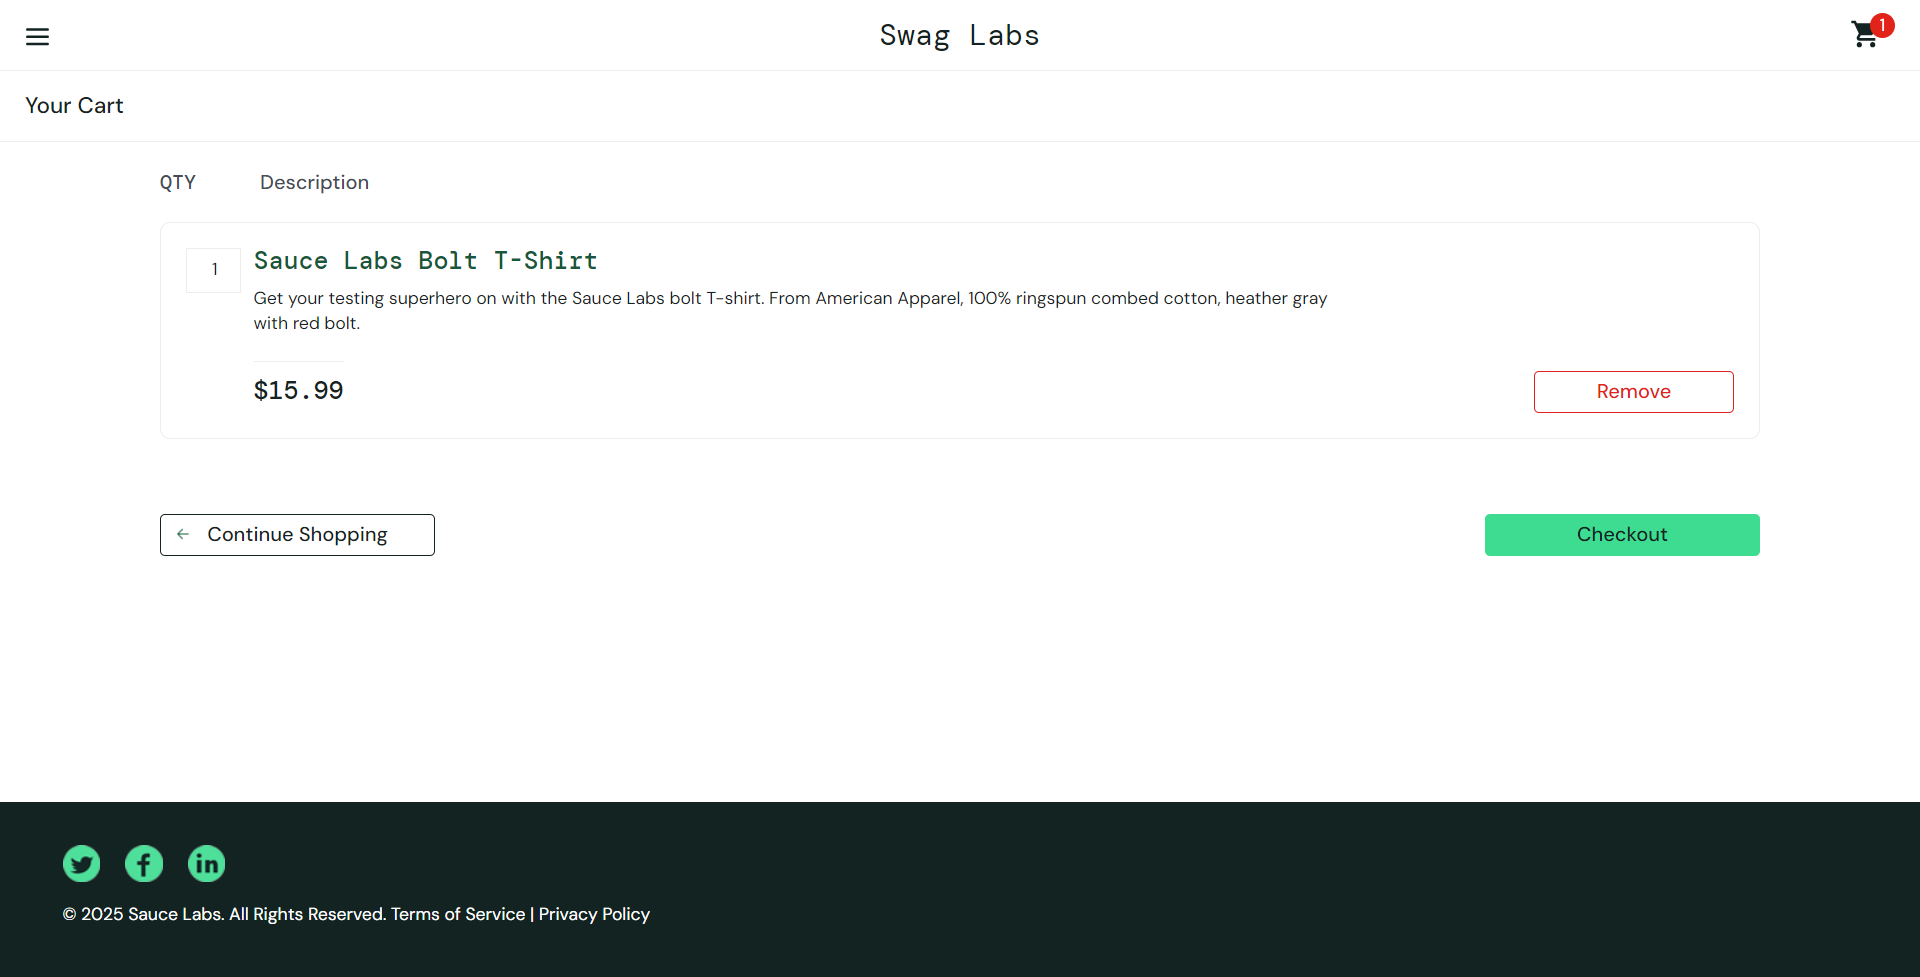 Swag Labs
1
Your Cart
QTY
Description
1
Sauce Labs Bolt T-Shirt
Get your testing superhero on with the Sauce Labs bolt T-shirt. From American Apparel, 100% ringspun combed cotton, heather gray
with red bolt.
$15.99
Remove
Continue Shopping
Checkout
© 2025 Sauce Labs. All Rights Reserved. Terms of Service | Privacy Policy